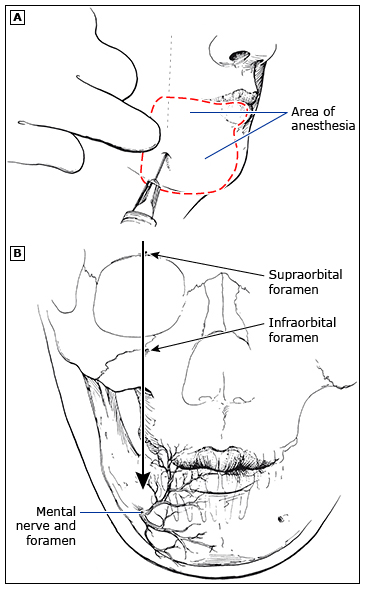 A
Area of
anesthesia
B
Supraorbital
foramen
Infraorbital
foramen
Mental
nerve and
foramen